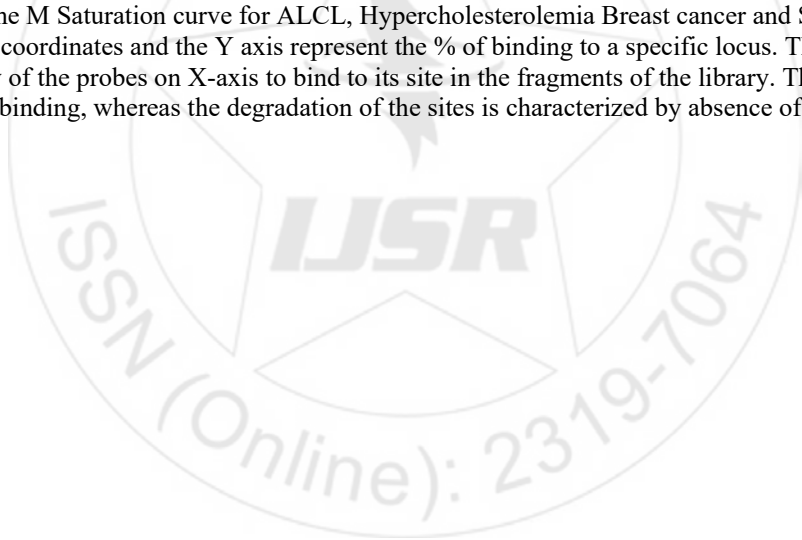 ne M Saturation curve for ALCL, Hypercholesterolemia Breast cancer and S
coordinates and the Y axis represent the % of binding to a specific locus. T
y of the probes on X-axis to bind to its site in the fragments of the library. Th
binding, whereas the degradation of the sites is characterized by absence of
IJSR
ISSN (Online): 2319-7064